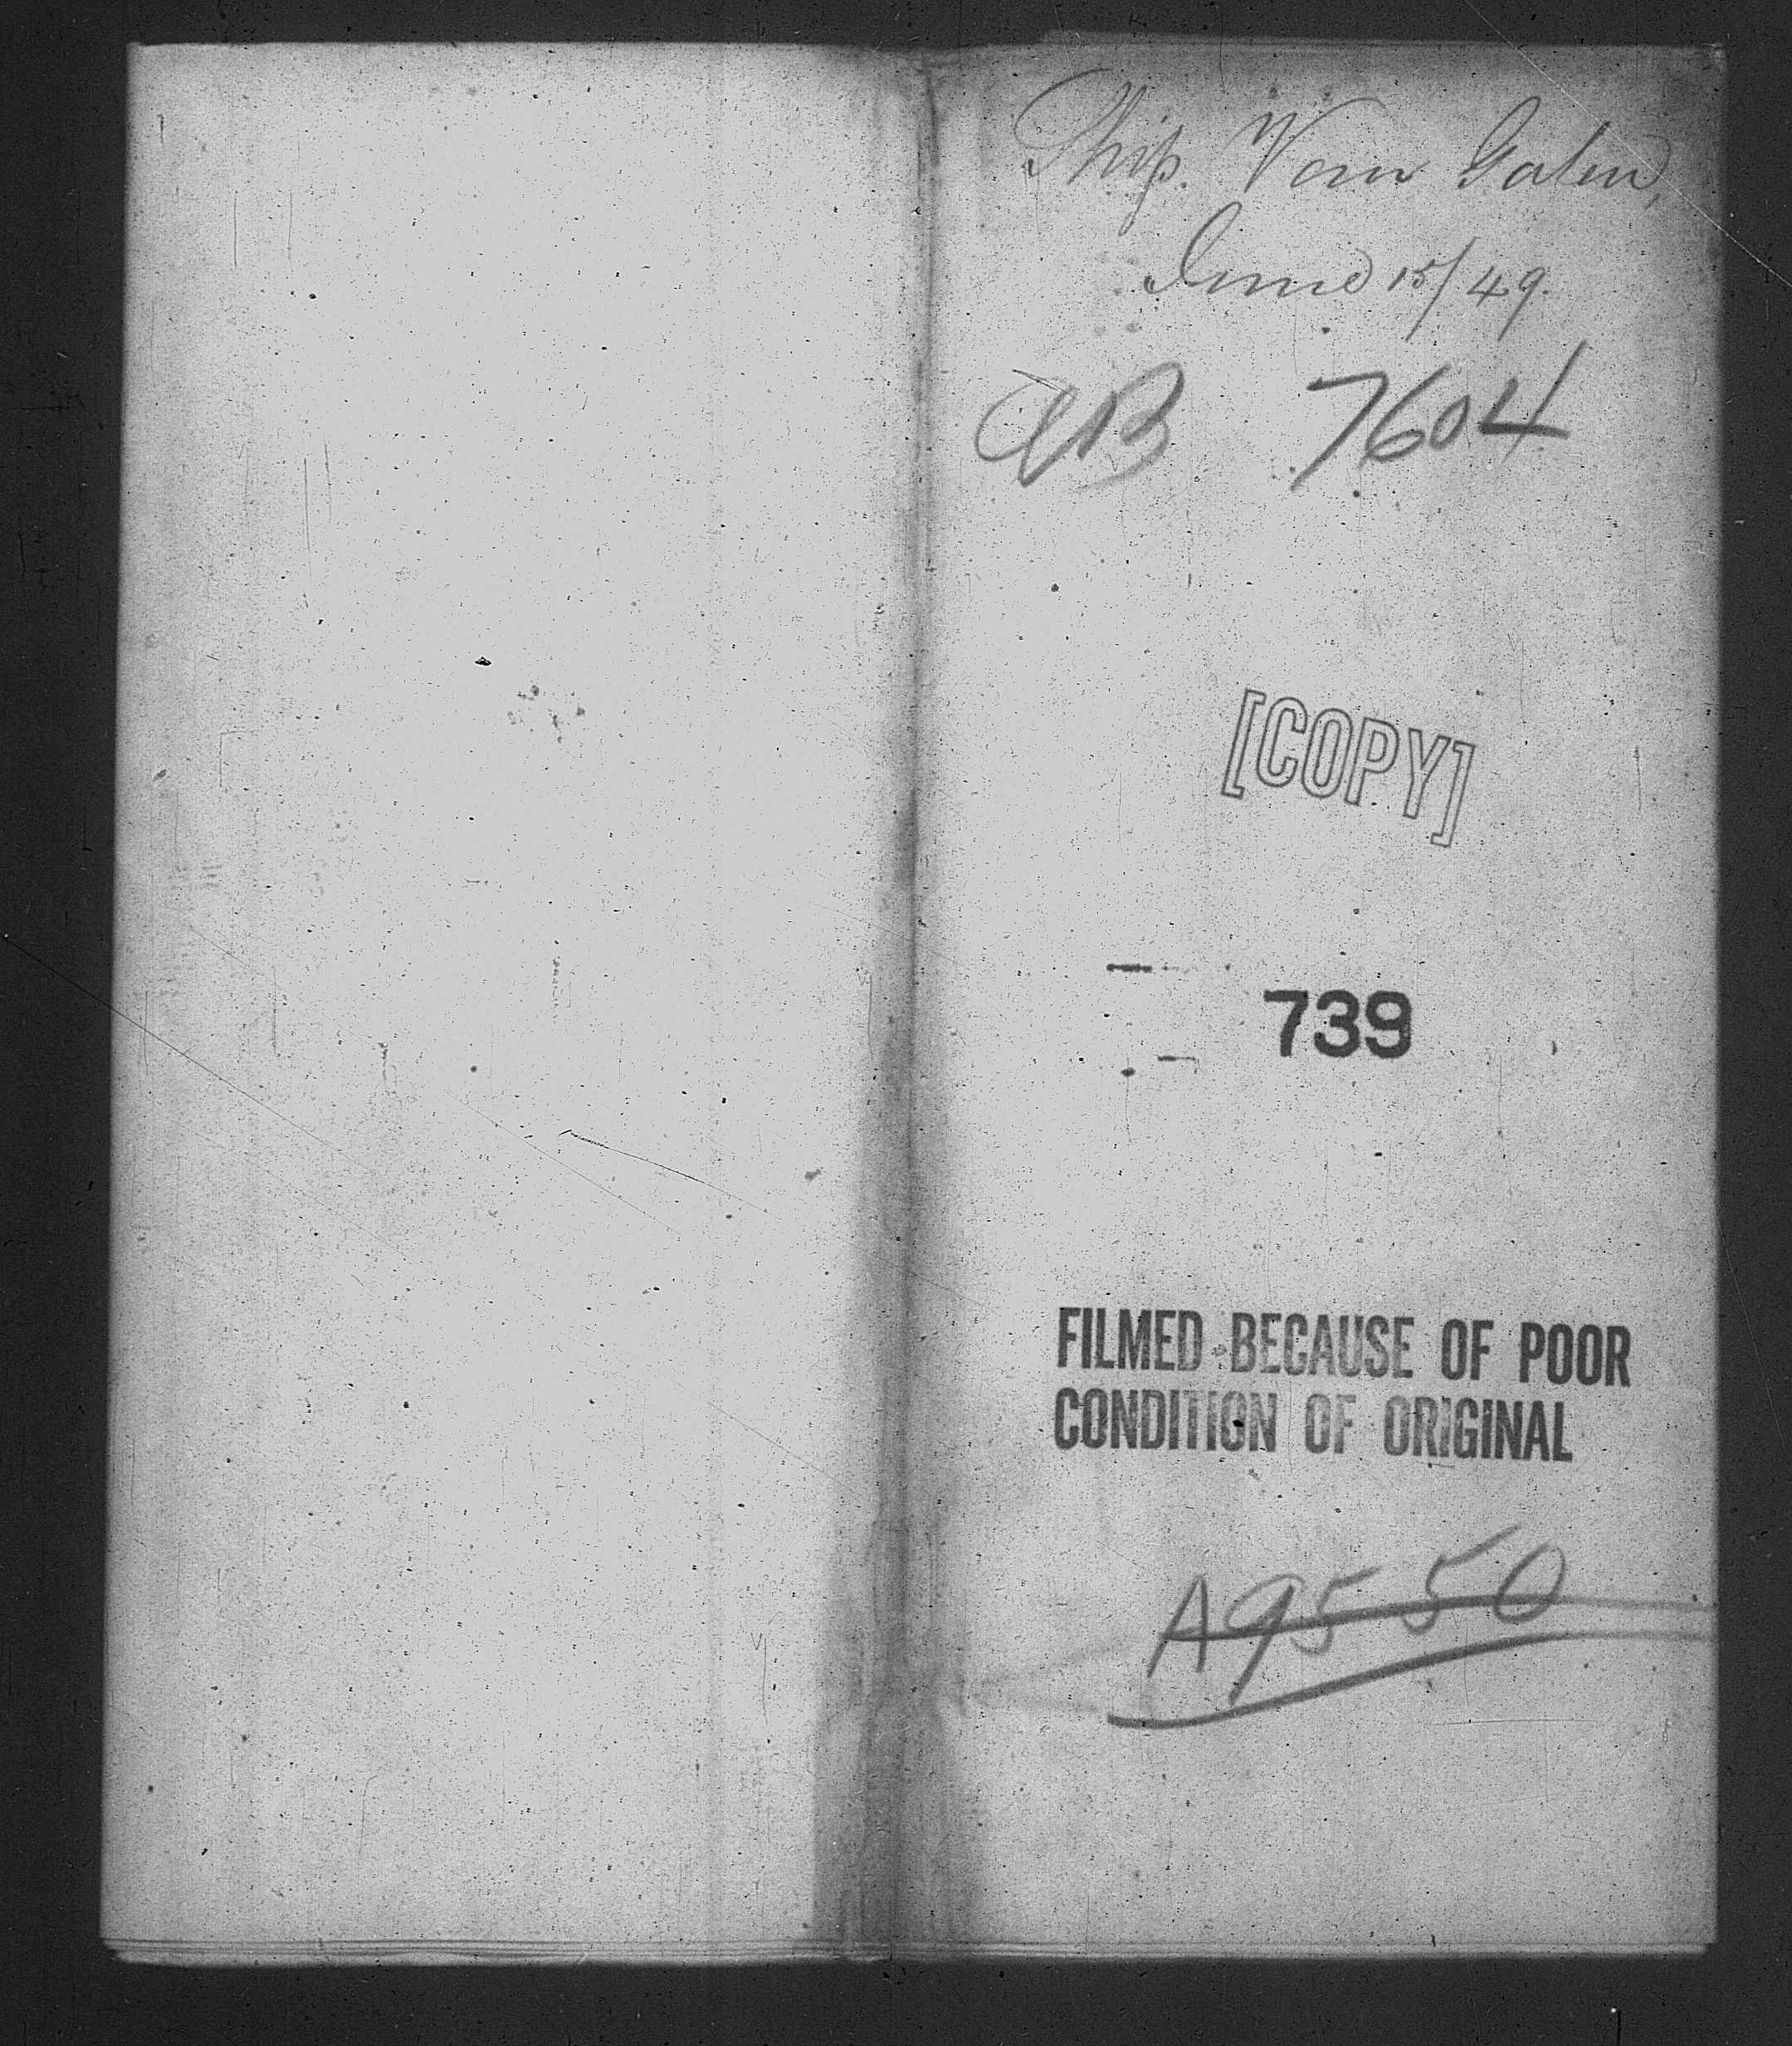 Ship. Van Galen,
June 15/49.
AB 7604
[COPY]
739
FILMED BECAUSE OF POOR
CONDITION OF ORIGINAL
A9550